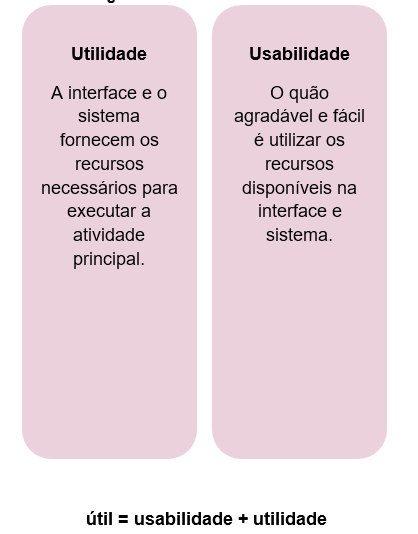 Utilidade
A interface e o
sistema
fornecem os
recursos
necessários para
executar a
atividade
principal.
Usabilidade
O quão
agradável e fácil
é utilizar os
recursos
disponíveis na
interface e
sistema.
útil = usabilidade + utilidade